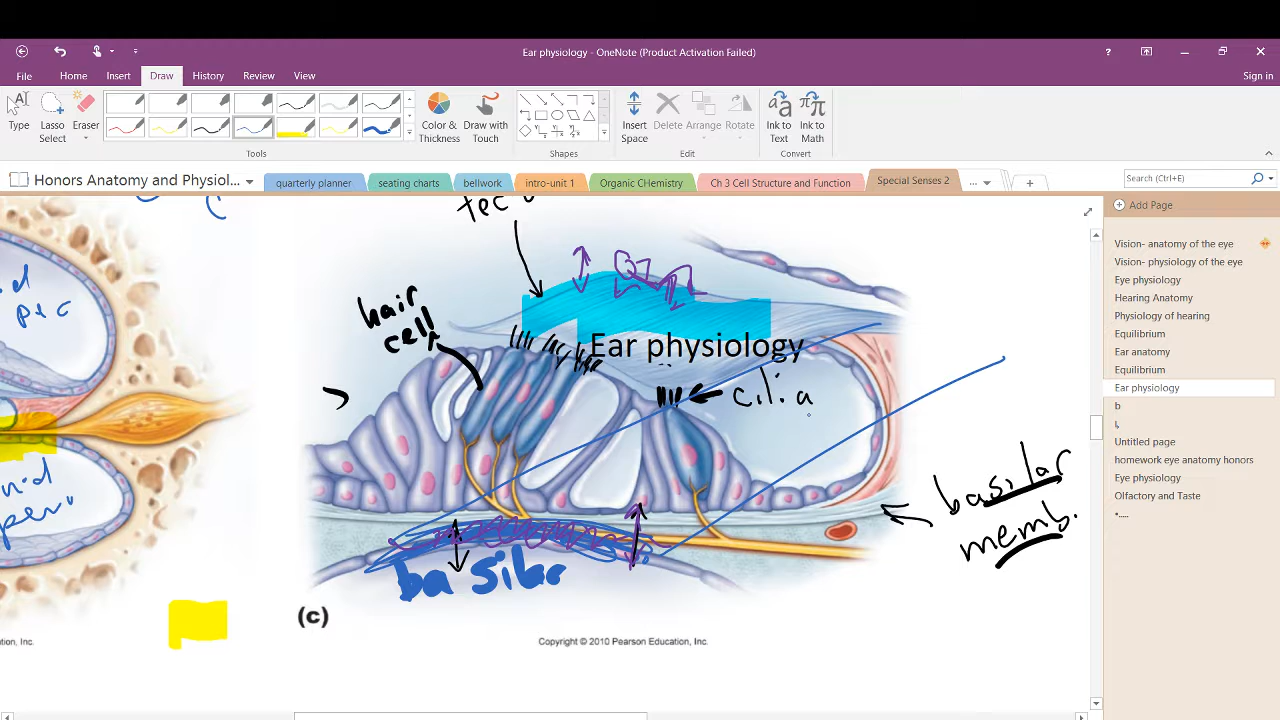 Ear physiology - OneNote (Product Activation Failed)
File Home Insert Draw History Review View
Sign in
Type Lasso Select Eraser
Color & Thickness Draw with Touch
Insert Space Delete Arrange Rotate
Ink to Text Ink to Math
Tools Shapes Edit Convert
Honors Anatomy and Physiol...
quarterly planner seating charts bellwork intro-unit 1 Organic CHemistry Ch 3 Cell Structure and Function Special Senses 2 ...
Search (Ctrl+E)
Add Page
Vision- anatomy of the eye
Vision- physiology of the eye
Eye physiology
Hearing Anatomy
Physiology of hearing
Equilibrium
Ear anatomy
Equilibrium
Ear physiology
b
Untitled page
homework eye anatomy honors
Eye physiology
Olfactory and Taste
hair
cell
Ear physiology
cilia
basilar
memb.
(c)
tion, Inc.
Copyright © 2010 Pearson Education, Inc.